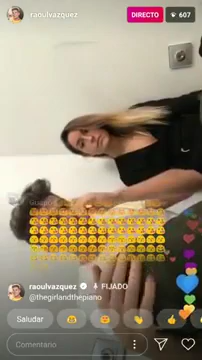 raoulvazquez
DIRECTO
607
raoulvazquez
FIJADO
@thegirlandthepiano
Saludar
Comentario